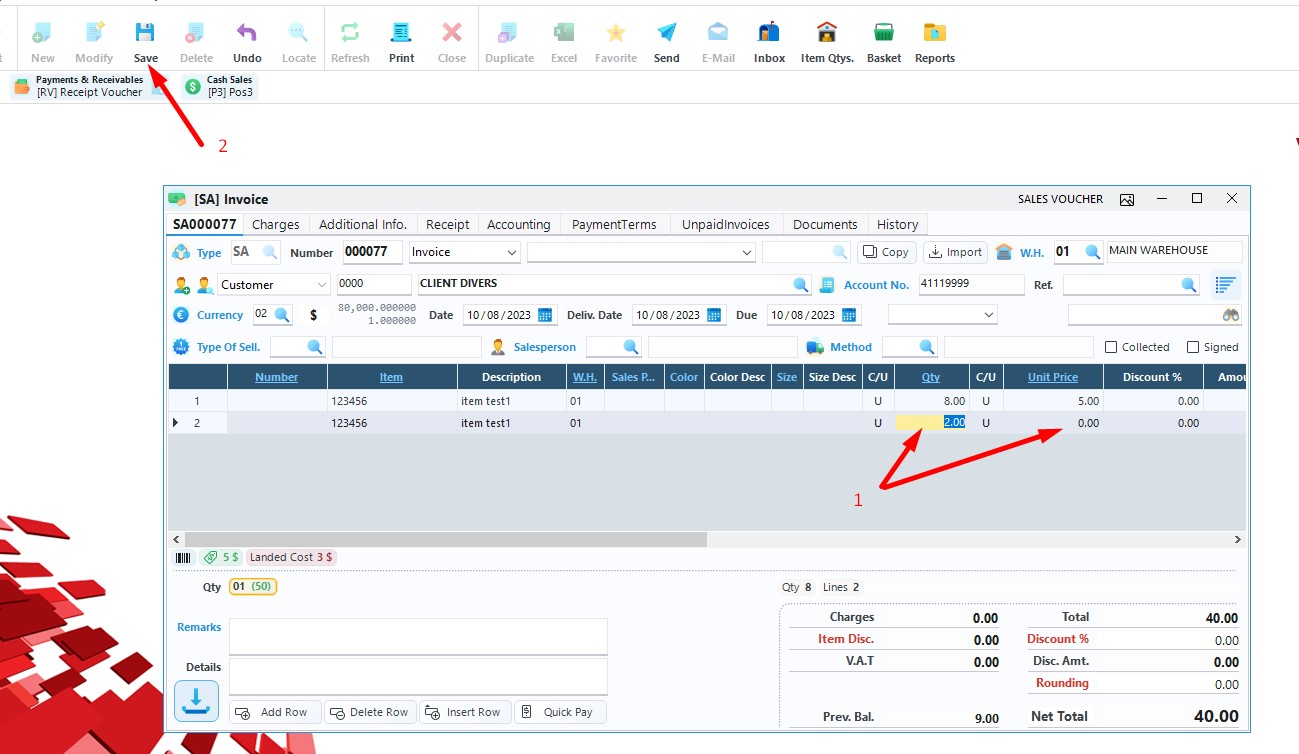 New Modify Save Delete Undo Locate Refresh Print Close Duplicate Excel Favorite Send E-Mail Inbox Item Qtys. Basket Reports
Payments & Receivables
[RV] Receipt Voucher
Cash Sales
[P3] Pos3
2
[SA] Invoice SALES VOUCHER
SA000077 Charges Additional Info. Receipt Accounting PaymentTerms UnpaidInvoices Documents History
Type SA Number 000077 Invoice Copy Import W.H. 01 MAIN WAREHOUSE
Customer 0000 CLIENT DIVERS Account No. 41119999 Ref.
Currency 02 $ 80,000.000000
1.000000
Date 10/08/2023 Deliv. Date 10/08/2023 Due 10/08/2023
Type Of Sell. Salesperson Method Collected Signed
Number Item Description W.H. Sales P... Color Color Desc Size Size Desc C/U Qty C/U Unit Price Discount % Amou
1 123456 item test1 01 U 8.00 U 5.00 0.00
2 123456 item test1 01 U 2.00 U 0.00 0.00
1
5 $ Landed Cost 3 $
Qty 01 (50) Qty 8 Lines 2
Remarks
Details
Add Row Delete Row Insert Row Quick Pay
Charges 0.00 Total 40.00
Item Disc. 0.00 Discount % 0.00
V.A.T 0.00 Disc. Amt. 0.00
Rounding 0.00
Prev. Bal. 9.00 Net Total 40.00